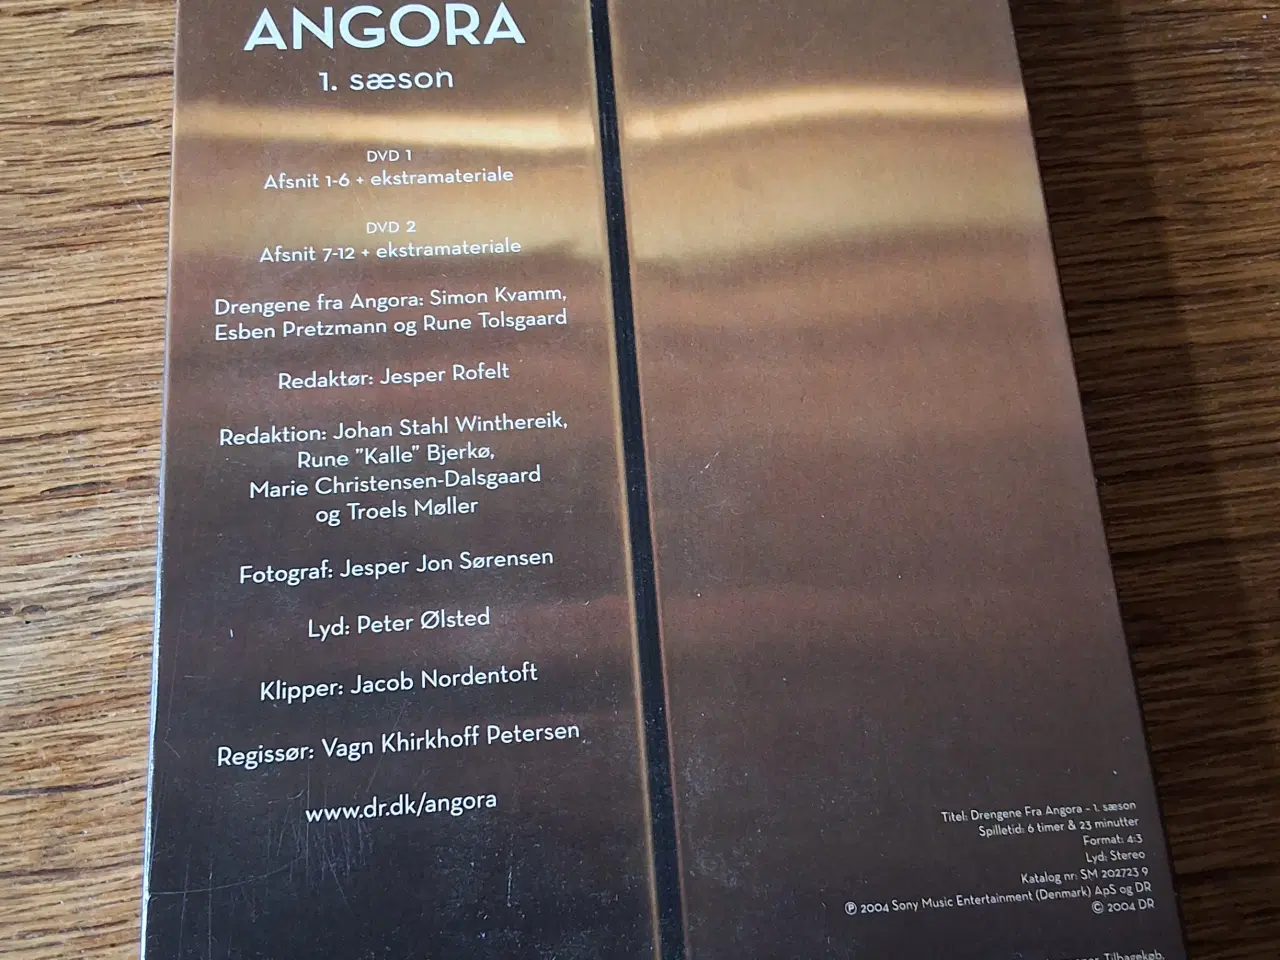 ANGORA
1. sæson
DVD 1
Afsnit 1-6 + ekstramateriale
DVD 2
Afsnit 7-12 + ekstramateriale
Drengene fra Angora: Simon Kvamm,
Esben Pretzmann og Rune Tolsgaard
Redaktør: Jesper Rofelt
Redaktion: Johan Stahl Winthereik,
Rune "Kalle" Bjerkø,
Marie Christensen-Dalsgaard
og Troels Møller
Fotograf: Jesper Jon Sørensen
Lyd: Peter Ølsted
Klipper: Jacob Nordentoft
Regissør: Vagn Khirkhoff Petersen
www.dr.dk/angora
Titel: Drengene Fra Angora - 1. sæson
Spilletid: 6 timer & 23 minutter
Format: 4:3
Lyd: Stereo
Katalog nr: SM 202723 9
℗ 2004 Sony Music Entertainment (Denmark) ApS og DR
© 2004 DR
Tilbagekøb,